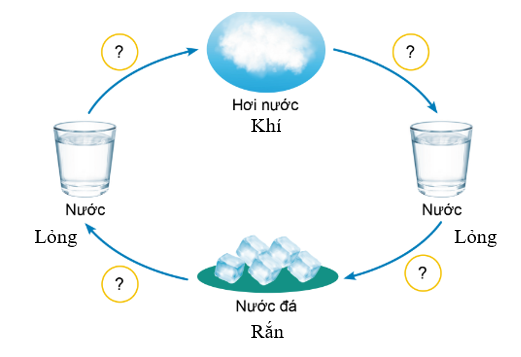 ?
?
Hơi nước
Khí
Nước
Lỏng
Nước
Lỏng
?
?
Nước đá
Rắn